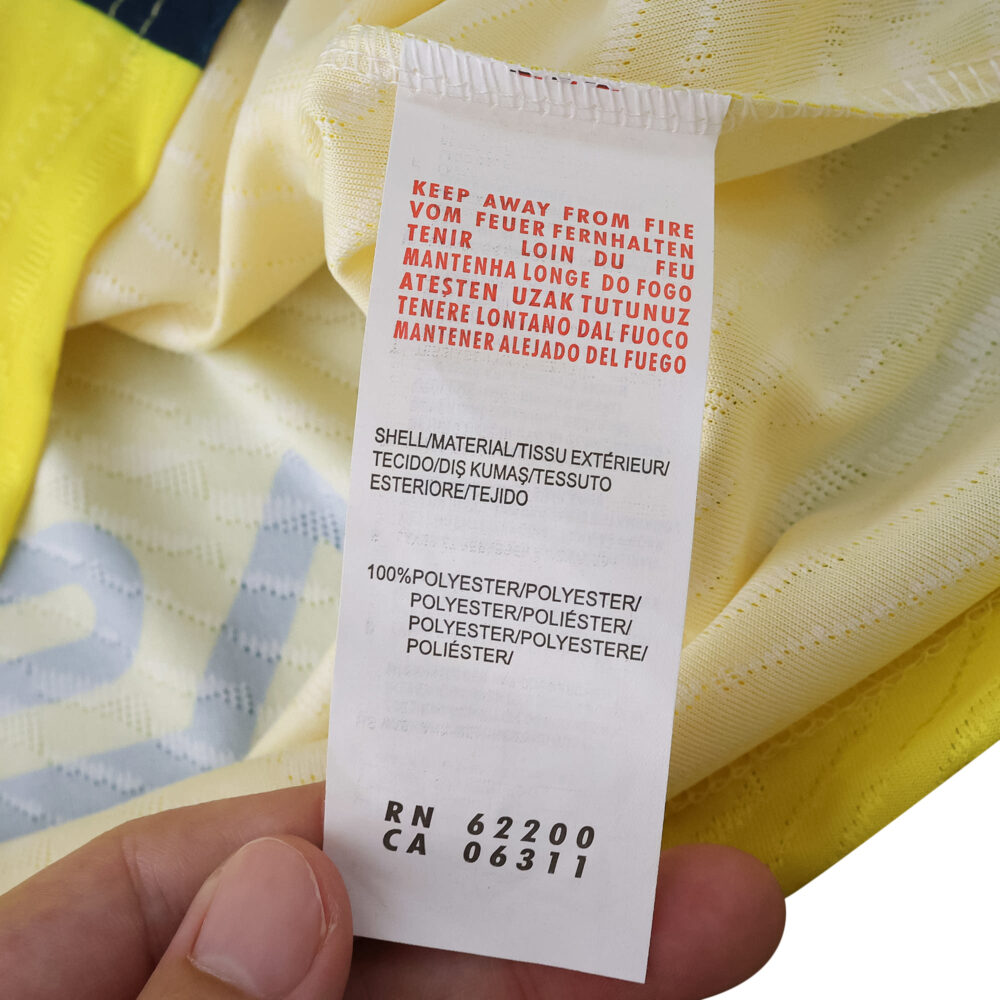 KEEP AWAY FROM FIRE
VOM FEUER FERNHALTEN
TENIR LOIN DU FEU
MANTENHA LONGE DO FOGO
ATEŞTEN UZAK TUTUNUZ
TENERE LONTANO DAL FUOCO
MANTENER ALEJADO DEL FUEGO
SHELL/MATERIAL/TISSU EXTÉRIEUR/
TECIDO/DIŞ KUMAŞ/TESSUTO
ESTERIORE/TEJIDO
100%POLYESTER/POLYESTER/
POLYESTER/POLIÉSTER/
POLYESTER/POLYESTERE/
POLIÉSTER/
RN 62200
CA 06311